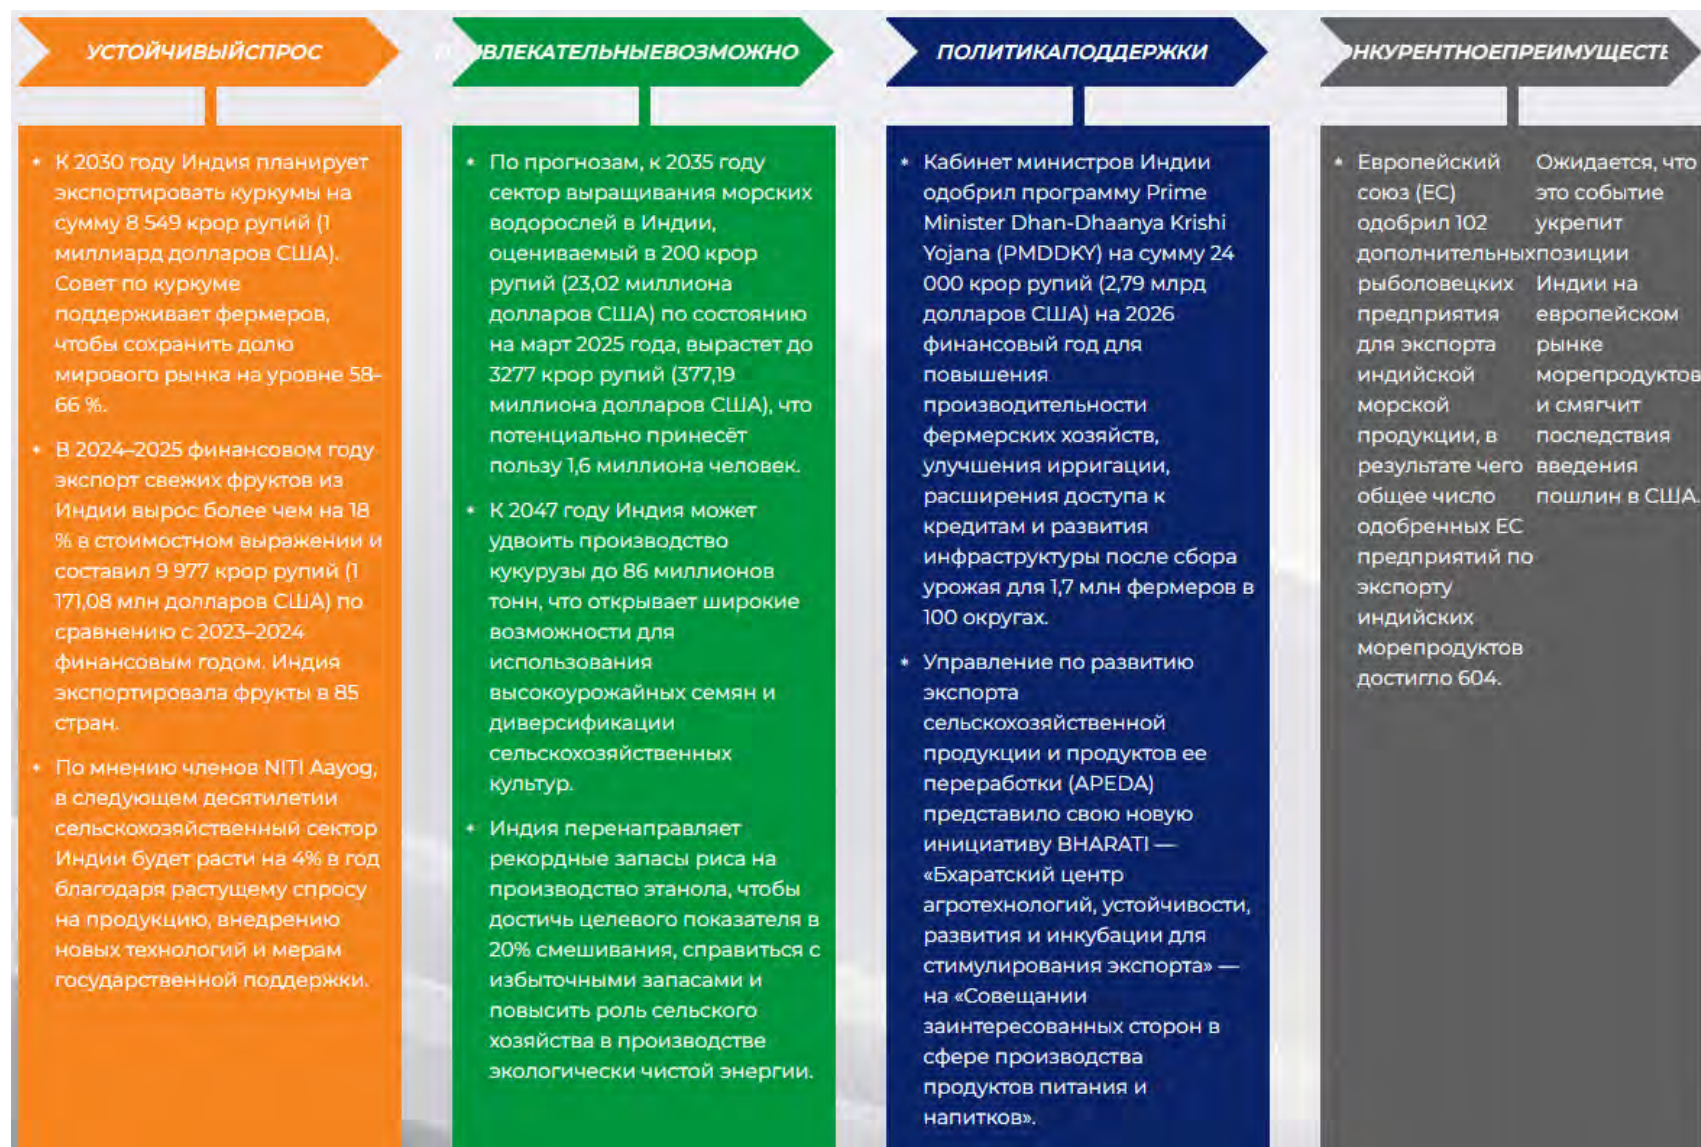 УСТОЙЧИВЫЙСПРОС
К 2030 году Индия планирует
экспортировать куркумы на
сумму 8 549 крор рупий (1
миллиард долларов США).
Совет по куркуме
поддерживает фермеров,
чтобы сохранить долю
мирового рынка на уровне 58–
66 %.
В 2024–2025 финансовом году
экспорт свежих фруктов из
Индии вырос более чем на 18
% в стоимостном выражении и
составил 9 977 крор рупий (1
171,08 млн долларов США) по
сравнению с 2023–2024
финансовым годом. Индия
экспортировала фрукты в 85
стран.
По мнению членов NITI Aayog,
в следующем десятилетии
сельскохозяйственный сектор
Индии будет расти на 4% в год
благодаря растущему спросу
на продукцию, внедрению
новых технологий и мерам
государственной поддержки.
ВЛЕКАТЕЛЬНЫЕВОЗМОЖНО
По прогнозам, к 2035 году
сектор выращивания морских
водорослей в Индии,
оцениваемый в 200 крор
рупий (23,02 миллиона
долларов США) по состоянию
на март 2025 года, вырастет до
3277 крор рупий (377,19
миллиона долларов США), что
потенциально принесёт
пользу 1,6 миллиона человек.
К 2047 году Индия может
удвоить производство
кукурузы до 86 миллионов
тонн, что открывает широкие
возможности для
использования
высокоурожайных семян и
диверсификации
сельскохозяйственных
культур.
Индия перенаправляет
рекордные запасы риса на
производство этанола, чтобы
достичь целевого показателя в
20% смешивания, справиться с
избыточными запасами и
повысить роль сельского
хозяйства в производстве
экологически чистой энергии.
ПОЛИТИКАПОДДЕРЖКИ
Кабинет министров Индии
одобрил программу Prime
Minister Dhan-Dhaanya Krishi
Yojana (PMDDKY) на сумму 24
000 крор рупий (2,79 млрд
долларов США) на 2026
финансовый год для
повышения
производительности
фермерских хозяйств,
улучшения ирригации,
расширения доступа к
кредитам и развития
инфраструктуры после сбора
урожая для 1,7 млн фермеров в
100 округах.
Управление по развитию
экспорта
сельскохозяйственной
продукции и продуктов ее
переработки (APEDA)
представило свою новую
инициативу BHARATI —
«Бхаратский центр
агротехнологий, устойчивости,
развития и инкубации для
стимулирования экспорта» —
на «Совещании
заинтересованных сторон в
сфере производства
продуктов питания и
напитков».
НКУРЕНТНОЕПРЕИМУЩЕСТВ
Европейский
союз (ЕС)
одобрил 102
дополнительных
рыболовецких
предприятия
для экспорта
индийской
морской
продукции, в
результате чего
общее число
одобренных ЕС
предприятий по
экспорту
индийских
морепродуктов
достигло 604.
Ожидается, что
это событие
укрепит
позиции
Индии на
европейском
рынке
морепродуктов
и смягчит
последствия
введения
пошлин в США.